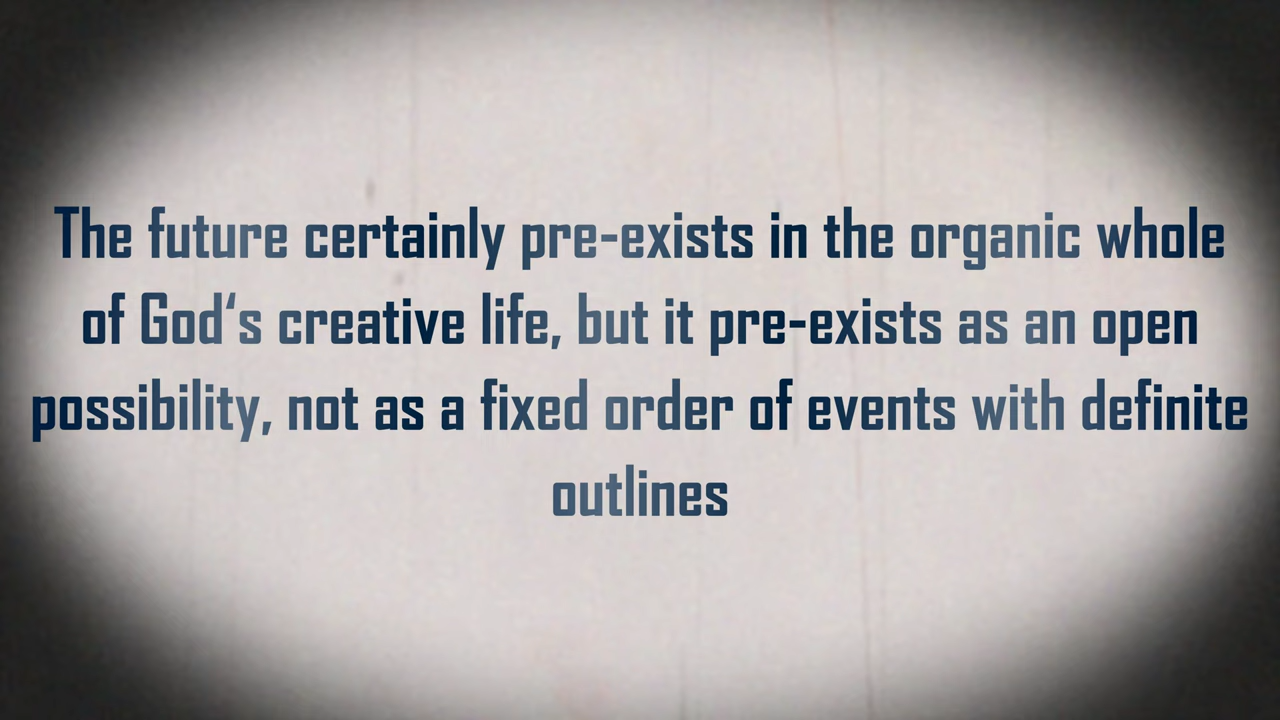 The future certainly pre-exists in the organic whole
of God‘s creative life, but it pre-exists as an open
possibility, not as a fixed order of events with definite
outlines